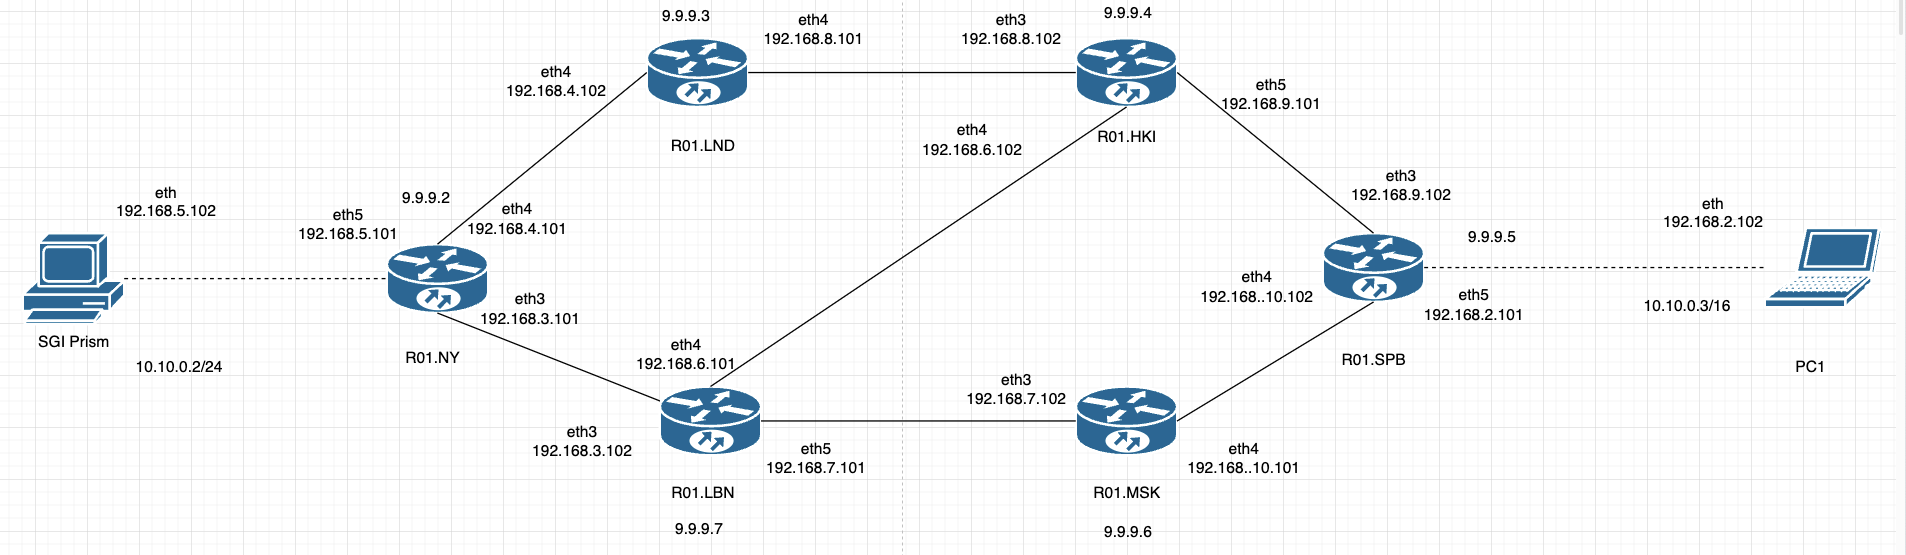 9.9.9.3
eth4
192.168.8.101
eth3
192.168.8.102
9.9.9.4
eth4
192.168.4.102
eth5
192.168.9.101
R01.LND
eth4
192.168.6.102
R01.HKI
eth
192.168.5.102
9.9.9.2
eth5
192.168.5.101
eth4
192.168.4.101
eth3
192.168.9.102
eth
192.168.2.102
9.9.9.5
eth4
192.168..10.102
eth3
192.168.3.101
eth5
192.168.2.101
10.10.0.3/16
SGI Prism
10.10.0.2/24
R01.NY
eth4
192.168.6.101
R01.SPB
PC1
eth3
192.168.7.102
eth3
192.168.3.102
eth5
192.168.7.101
eth4
192.168..10.101
R01.LBN
R01.MSK
9.9.9.7
9.9.9.6